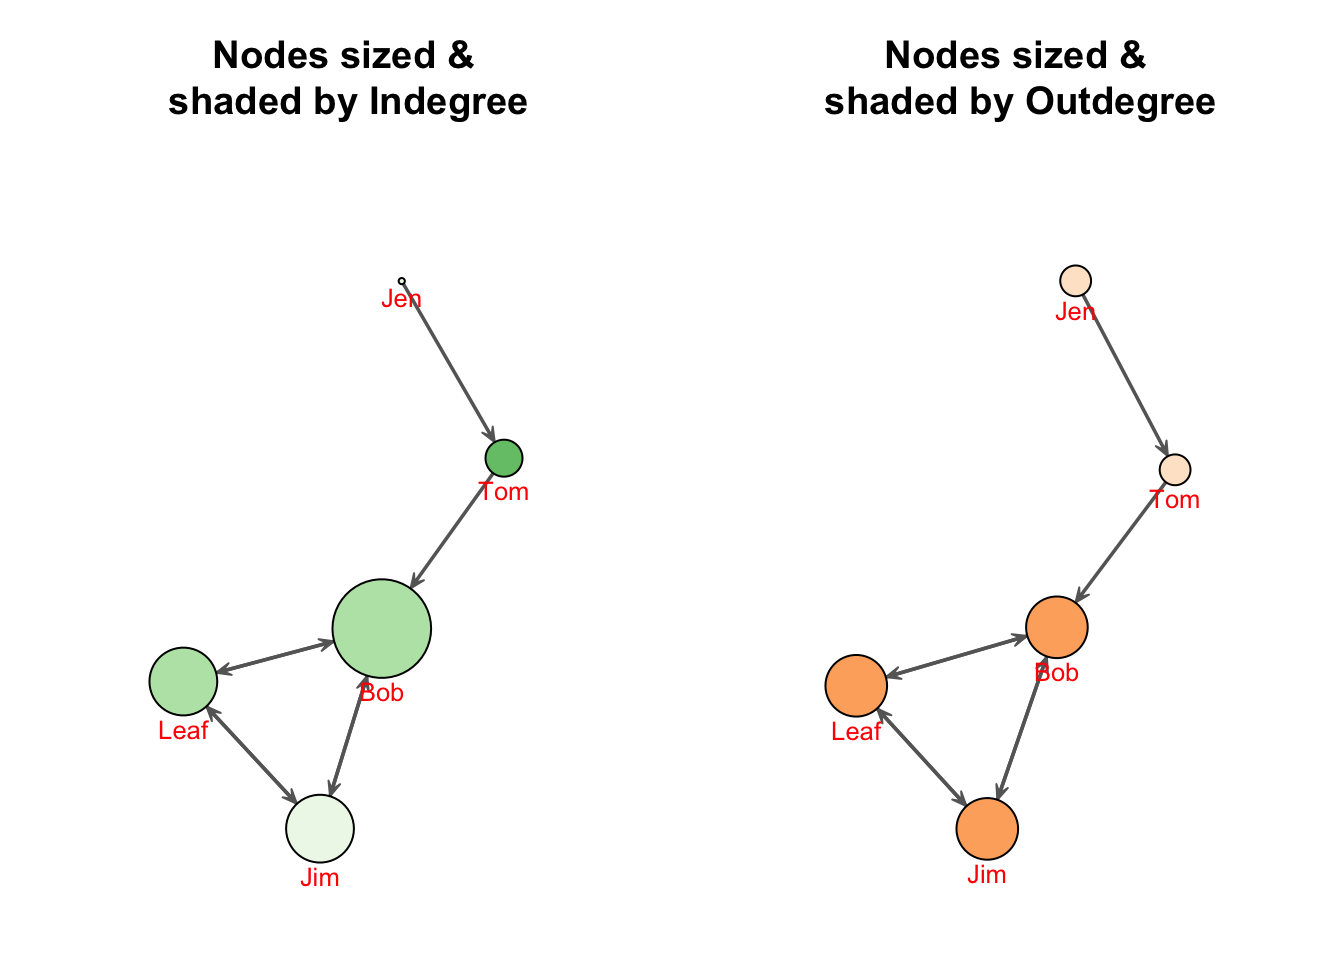 Nodes sized &
shaded by Indegree
Jen
Tom
Bob
Leaf
Jim
Nodes sized &
shaded by Outdegree
Jen
Tom
Bob
Leaf
Jim